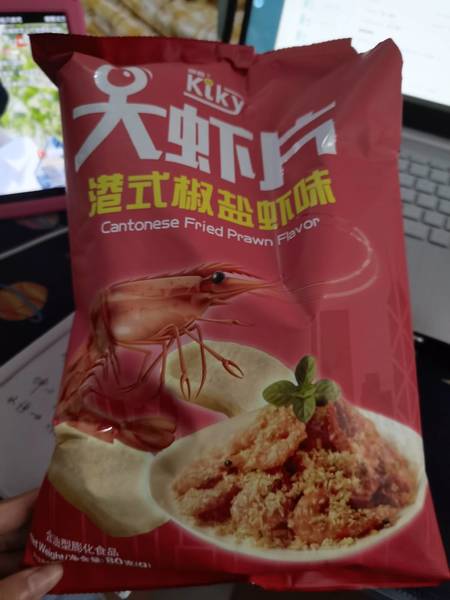 Kiky
大虾片
港式椒盐虾味
Cantonese Fried Prawn Flavor
含油型膨化食品
Net Weight/净含量:80克(g)